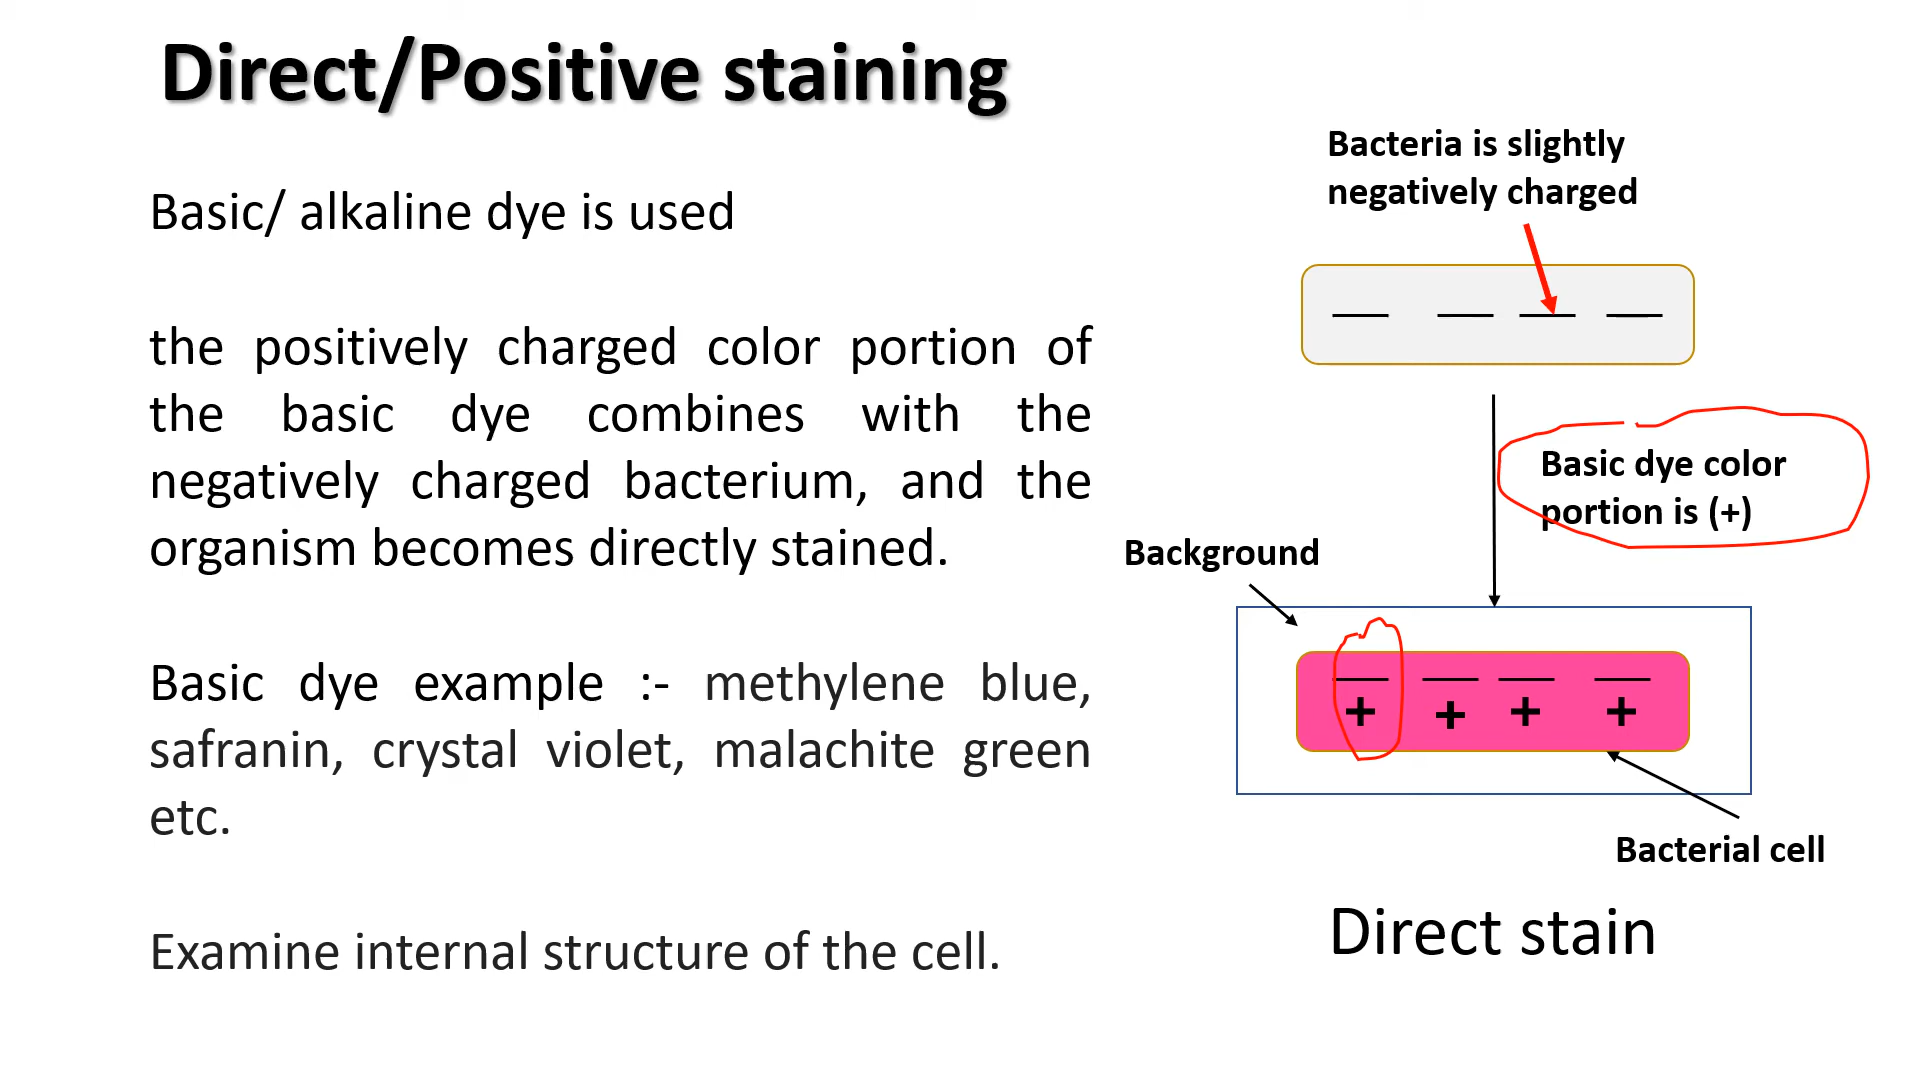 Direct/Positive staining
Basic/ alkaline dye is used
the positively charged color portion of
the basic dye combines with the
negatively charged bacterium, and the
organism becomes directly stained.
Basic dye example :- methylene blue,
safranin, crystal violet, malachite green
etc.
Examine internal structure of the cell.
Bacteria is slightly
negatively charged
— — — —
Basic dye color
portion is (+)
Background
— — — —
+ + + +
Bacterial cell
Direct stain